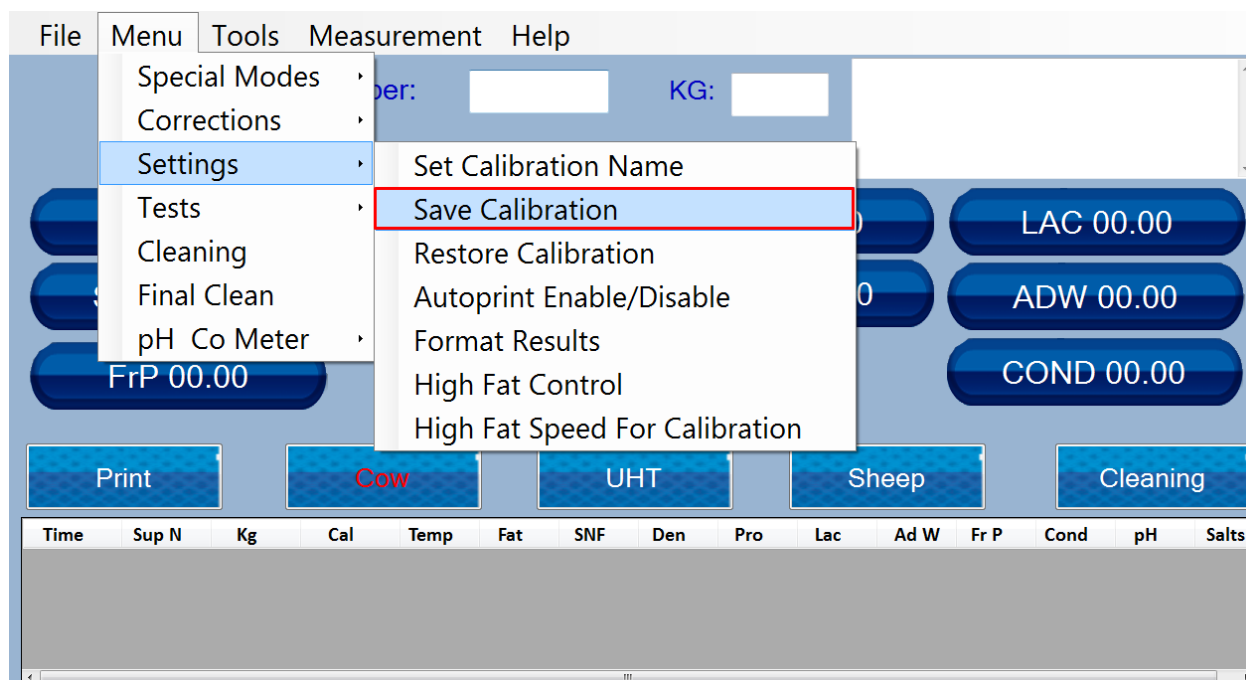 File Menu Tools Measurement Help
Special Modes
Corrections
Settings
Tests
Cleaning
Final Clean
pH Co Meter
KG:
Set Calibration Name
Save Calibration
Restore Calibration
Autoprint Enable/Disable
Format Results
High Fat Control
High Fat Speed For Calibration
LAC 00.00
ADW 00.00
FrP 00.00
COND 00.00
Print Cow UHT Sheep Cleaning
Time Sup N Kg Cal Temp Fat SNF Den Pro Lac Ad W Fr P Cond pH Salts